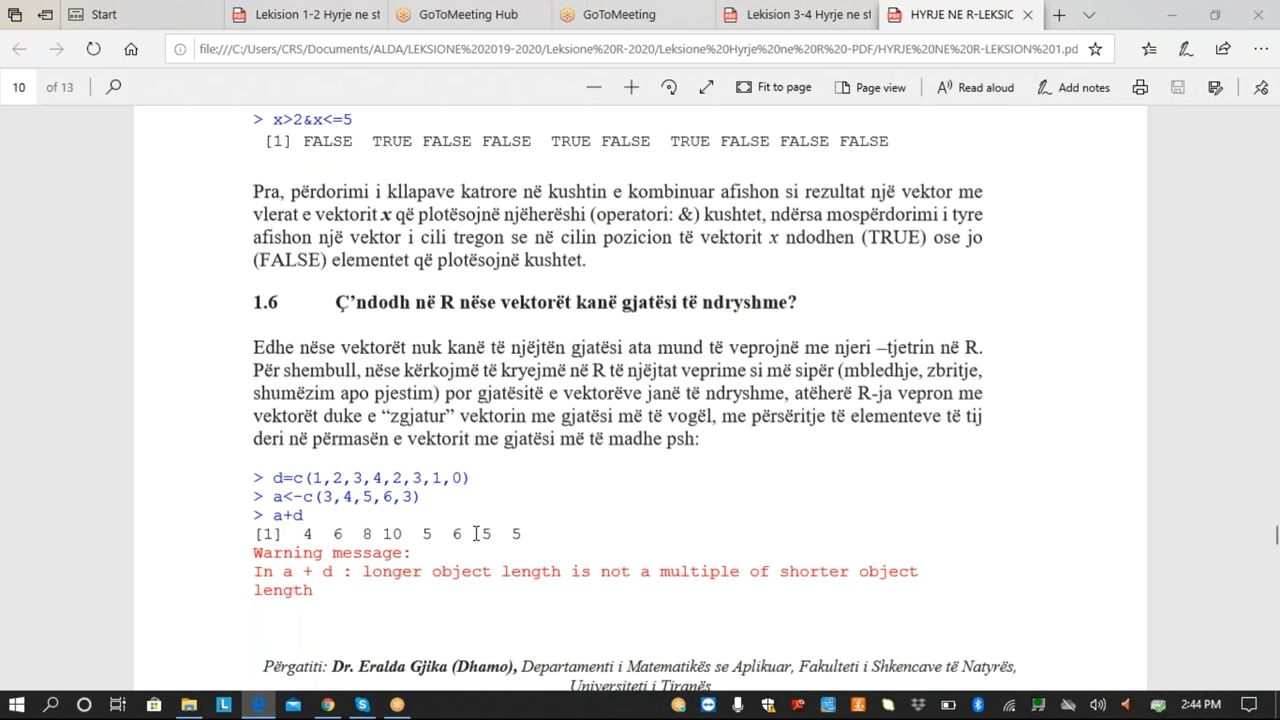 Start
Lekision 1-2 Hyrje ne st
GoToMeeting Hub
GoToMeeting
Lekision 3-4 Hyrje ne st
HYRJE NE R-LEKSIC
file:///C:/Users/CRS/Documents/ALDA/LEKSIONE%202019-2020/Leksione%20R-2020/Leksione%20Hyrje%20ne%20R%20-PDF/HYRJE%20NE%20R-LEKSION%201.pd
10 of 13
Fit to page
Page view
Read aloud
Add notes
> x>2&x<=5
[1] FALSE TRUE FALSE FALSE TRUE FALSE TRUE FALSE FALSE FALSE
Pra, përdorimi i kllapave katrore në kushtin e kombinuar afishon si rezultat një vektor me
vlerat e vektorit x që plotësojnë njëherëshi (operatori: &) kushtet, ndërsa mospërdorimi i tyre
afishon një vektor i cili tregon se në cilin pozicion të vektorit x ndodhen (TRUE) ose jo
(FALSE) elementet që plotësojnë kushtet.
1.6 Ç’ndodh në R nëse vektorët kanë gjatësi të ndryshme?
Edhe nëse vektorët nuk kanë të njëjtën gjatësi ata mund të veprojnë me njeri –tjetrin në R.
Për shembull, nëse kërkojmë të kryejmë në R të njëjtat veprime si më sipër (mbledhje, zbritje,
shumëzim apo pjestim) por gjatësitë e vektorëve janë të ndryshme, atëherë R-ja vepron me
vektorët duke e “zgjatur” vektorin me gjatësi më të vogël, me përsëritje të elementeve të tij
deri në përmasën e vektorit me gjatësi më të madhe psh:
> d=c(1,2,3,4,2,3,1,0)
> a<-c(3,4,5,6,3)
> a+d
[1] 4 6 8 10 5 6 5 5
Warning message:
In a + d : longer object length is not a multiple of shorter object
length
Përgatiti: Dr. Eralda Gjika (Dhamo), Departamenti i Matematikës se Aplikuar, Fakulteti i Shkencave të Natyrës,
Universiteti i Tiranës
2:44 PM